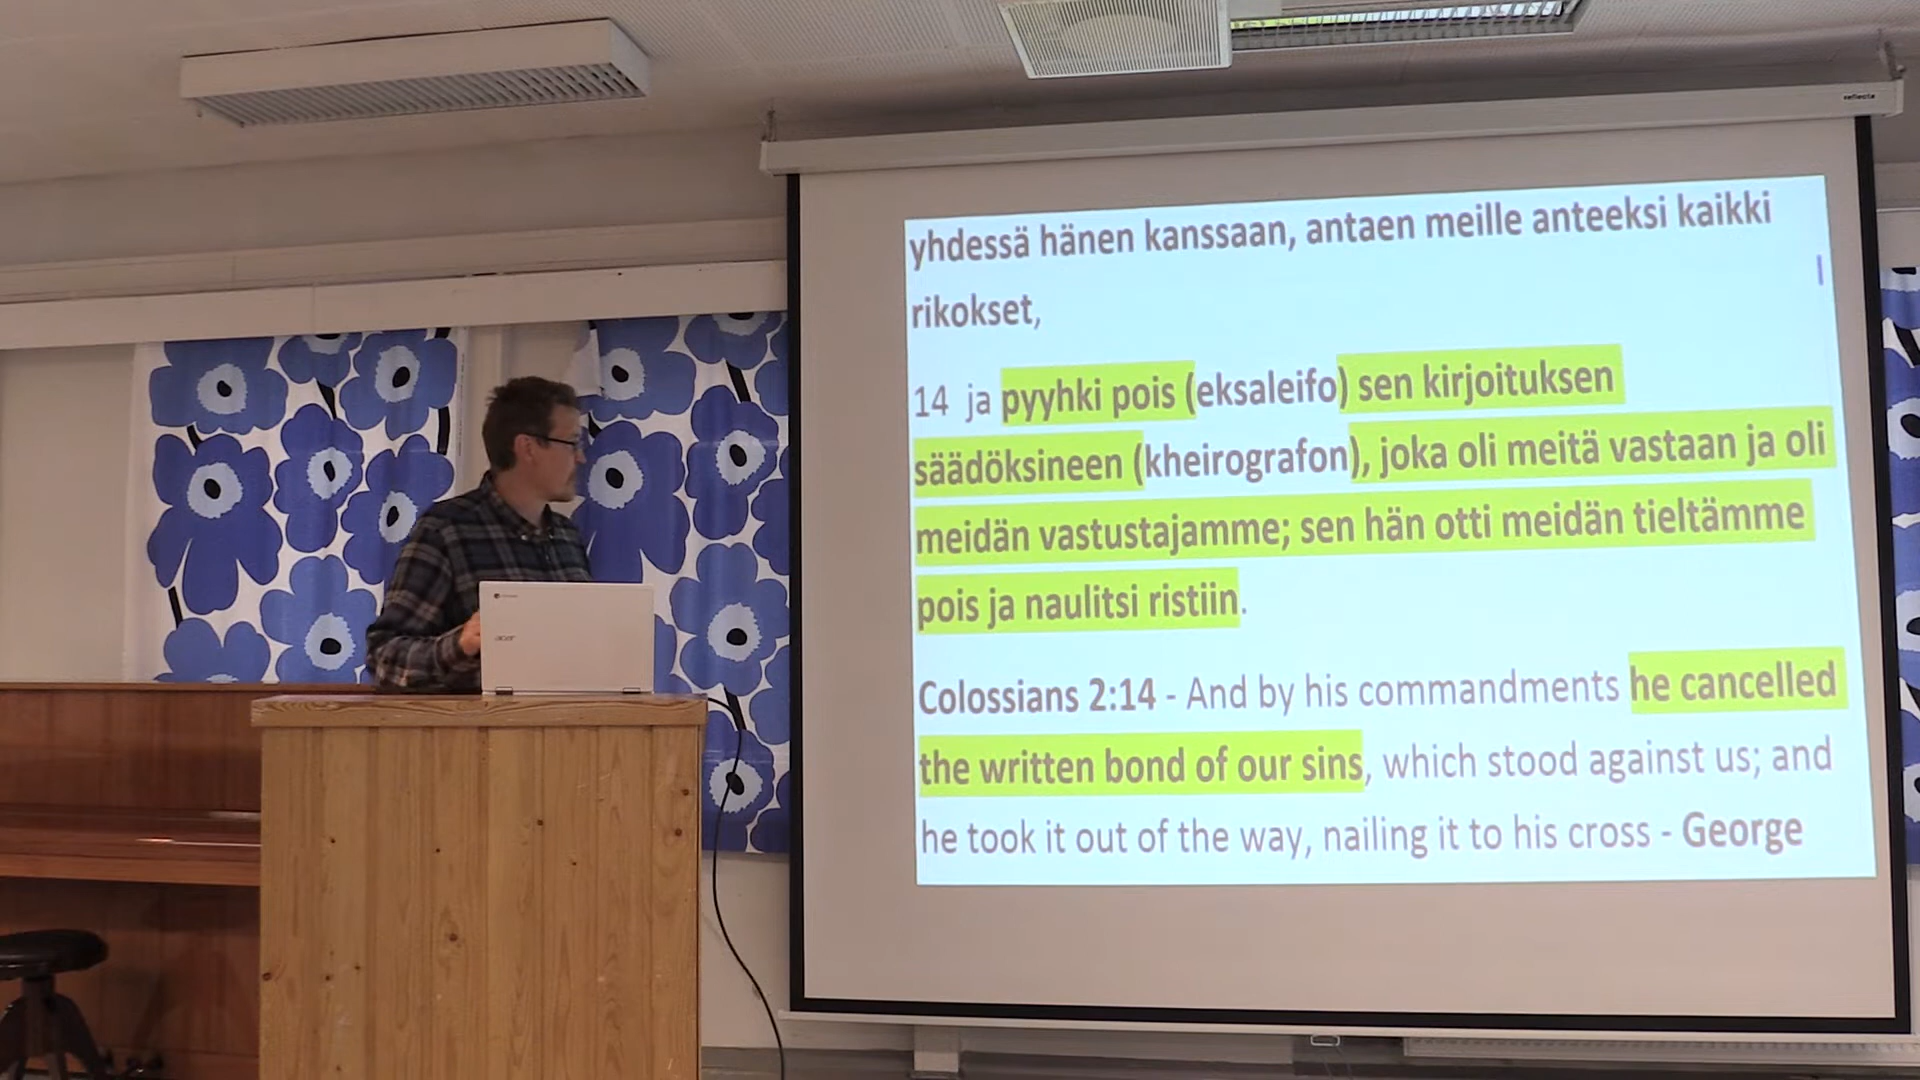 reflecta
yhdessä hänen kanssaan, antaen meille anteeksi kaikki
rikokset,
14 ja pyyhki pois (eksaleifo) sen kirjoituksen
säädöksineen (kheirografon), joka oli meitä vastaan ja oli
meidän vastustajamme; sen hän otti meidän tieltämme
pois ja naulitsi ristiin.
Colossians 2:14 - And by his commandments he cancelled
the written bond of our sins, which stood against us; and
he took it out of the way, nailing it to his cross - George
acer